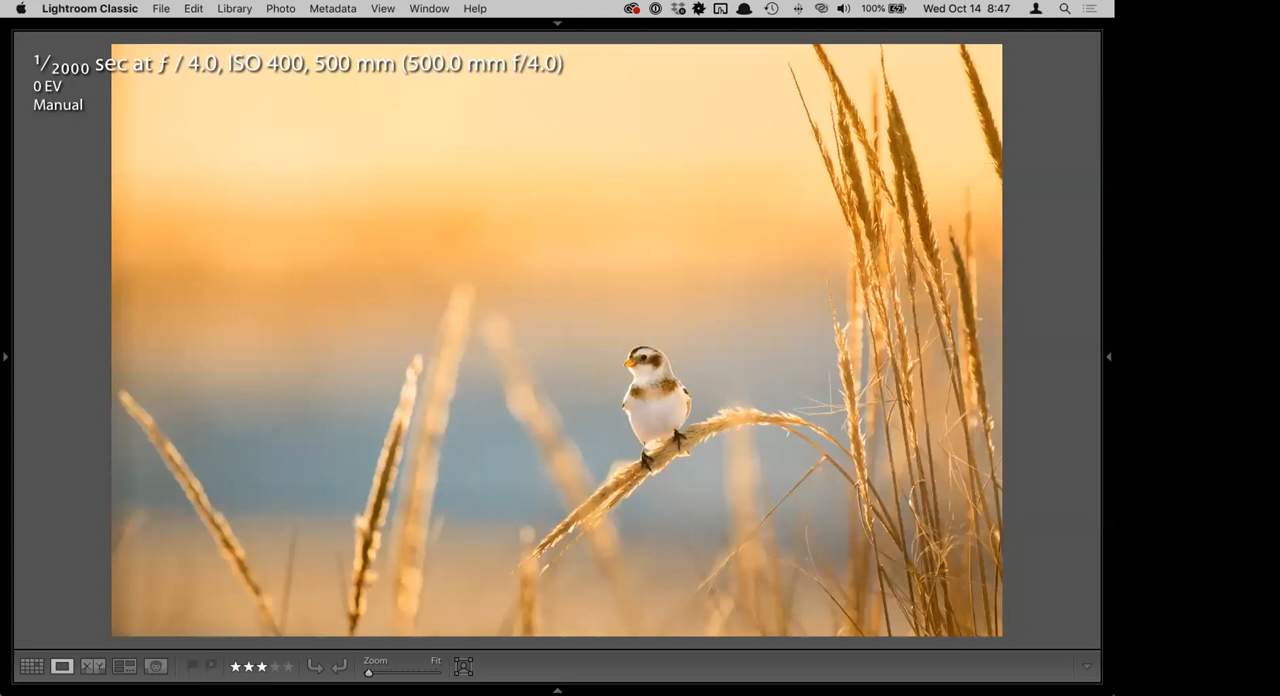 Lightroom Classic File Edit Library Photo Metadata View Window Help 100% Wed Oct 14 8:47
1/2000 sec at ƒ / 4.0, ISO 400, 500 mm (500.0 mm f/4.0)
0 EV
Manual
Zoom Fit